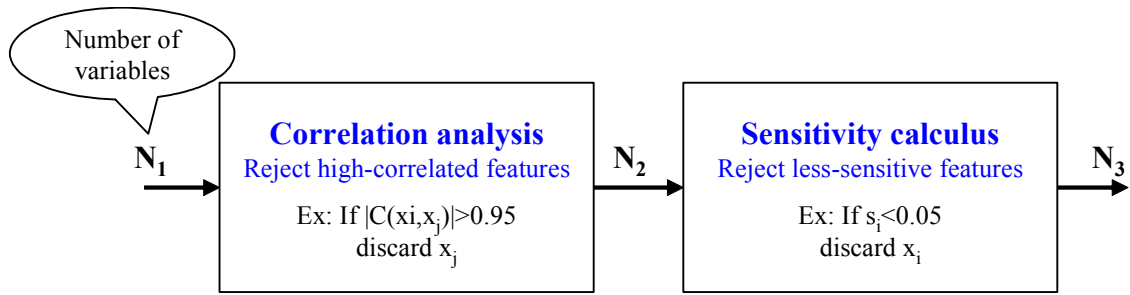 Number of
variables
N₁
Correlation analysis
Reject high-correlated features
Ex: If |C(xi,xⱼ)|>0.95
discard xⱼ
N₂
Sensitivity calculus
Reject less-sensitive features
Ex: If sᵢ<0.05
discard xᵢ
N₃